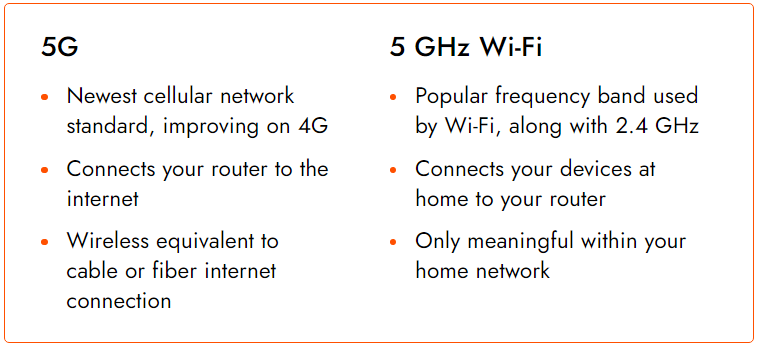 5G
Newest cellular network
standard, improving on 4G
Connects your router to the
internet
Wireless equivalent to
cable or fiber internet
connection
5 GHz Wi-Fi
Popular frequency band used
by Wi-Fi, along with 2.4 GHz
Connects your devices at
home to your router
Only meaningful within your
home network